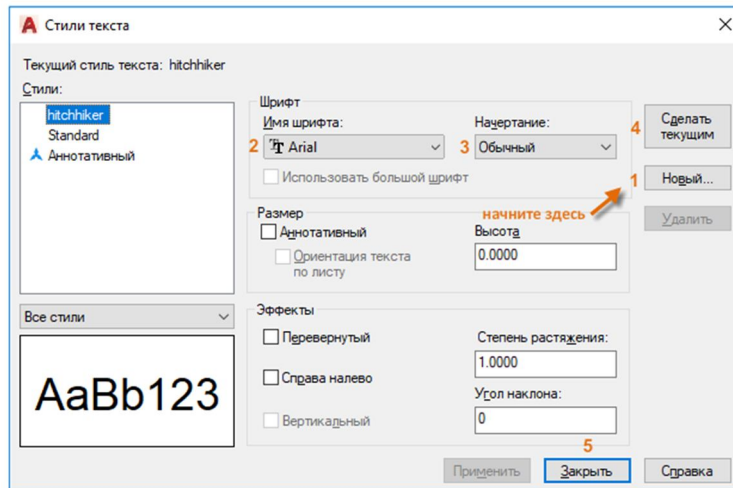 Стили текста
Текущий стиль текста: hitchhiker
Стили:
hitchhiker
Standard
Аннотативный
Все стили
AaBb123
Шрифт
Имя шрифта:
2 Arial
Использовать большой шрифт
Начертание:
3 Обычный
Размер
Аннотативный
Ориентация текста
по листу
начните здесь
Высота
0.0000
Эффекты
Перевернутый
Справа налево
Вертикальный
Степень растяжения:
1.0000
Угол наклона:
0
4 Сделать
текущим
1 Новый...
Удалить
5
Применить
Закрыть
Справка